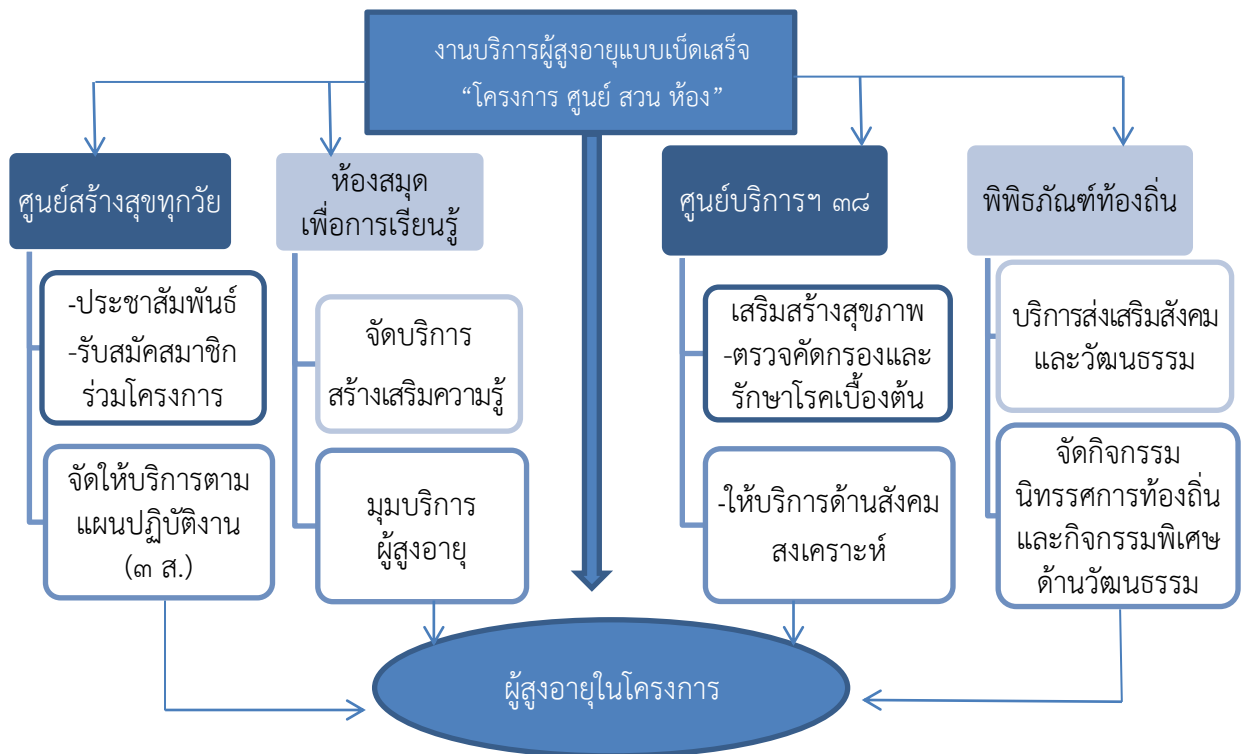 งานบริการผู้สูงอายุแบบเบ็ดเสร็จ
“โครงการ ศูนย์ สวน ห้อง”
ศูนย์สร้างสุขทุกวัย
-ประชาสัมพันธ์
-รับสมัคสมาชิก
ร่วมโครงการ
จัดให้บริการตาม
แผนปฏิบัติงาน
(๓ ส.)
ห้องสมุด
เพื่อการเรียนรู้
จัดบริการ
สร้างเสริมความรู้
มุมบริการ
ผู้สูงอายุ
ศูนย์บริการฯ ๓๘
เสริมสร้างสุขภาพ
-ตรวจคัดกรองและ
รักษาโรคเบื้องต้น
-ให้บริการด้านสังคม
สงเคราะห์
พิพิธภัณฑ์ท้องถิ่น
บริการส่งเสริมสังคม
และวัฒนธรรม
จัดกิจกรรม
นิทรรศการท้องถิ่น
และกิจกรรมพิเศษ
ด้านวัฒนธรรม
ผู้สูงอายุในโครงการ